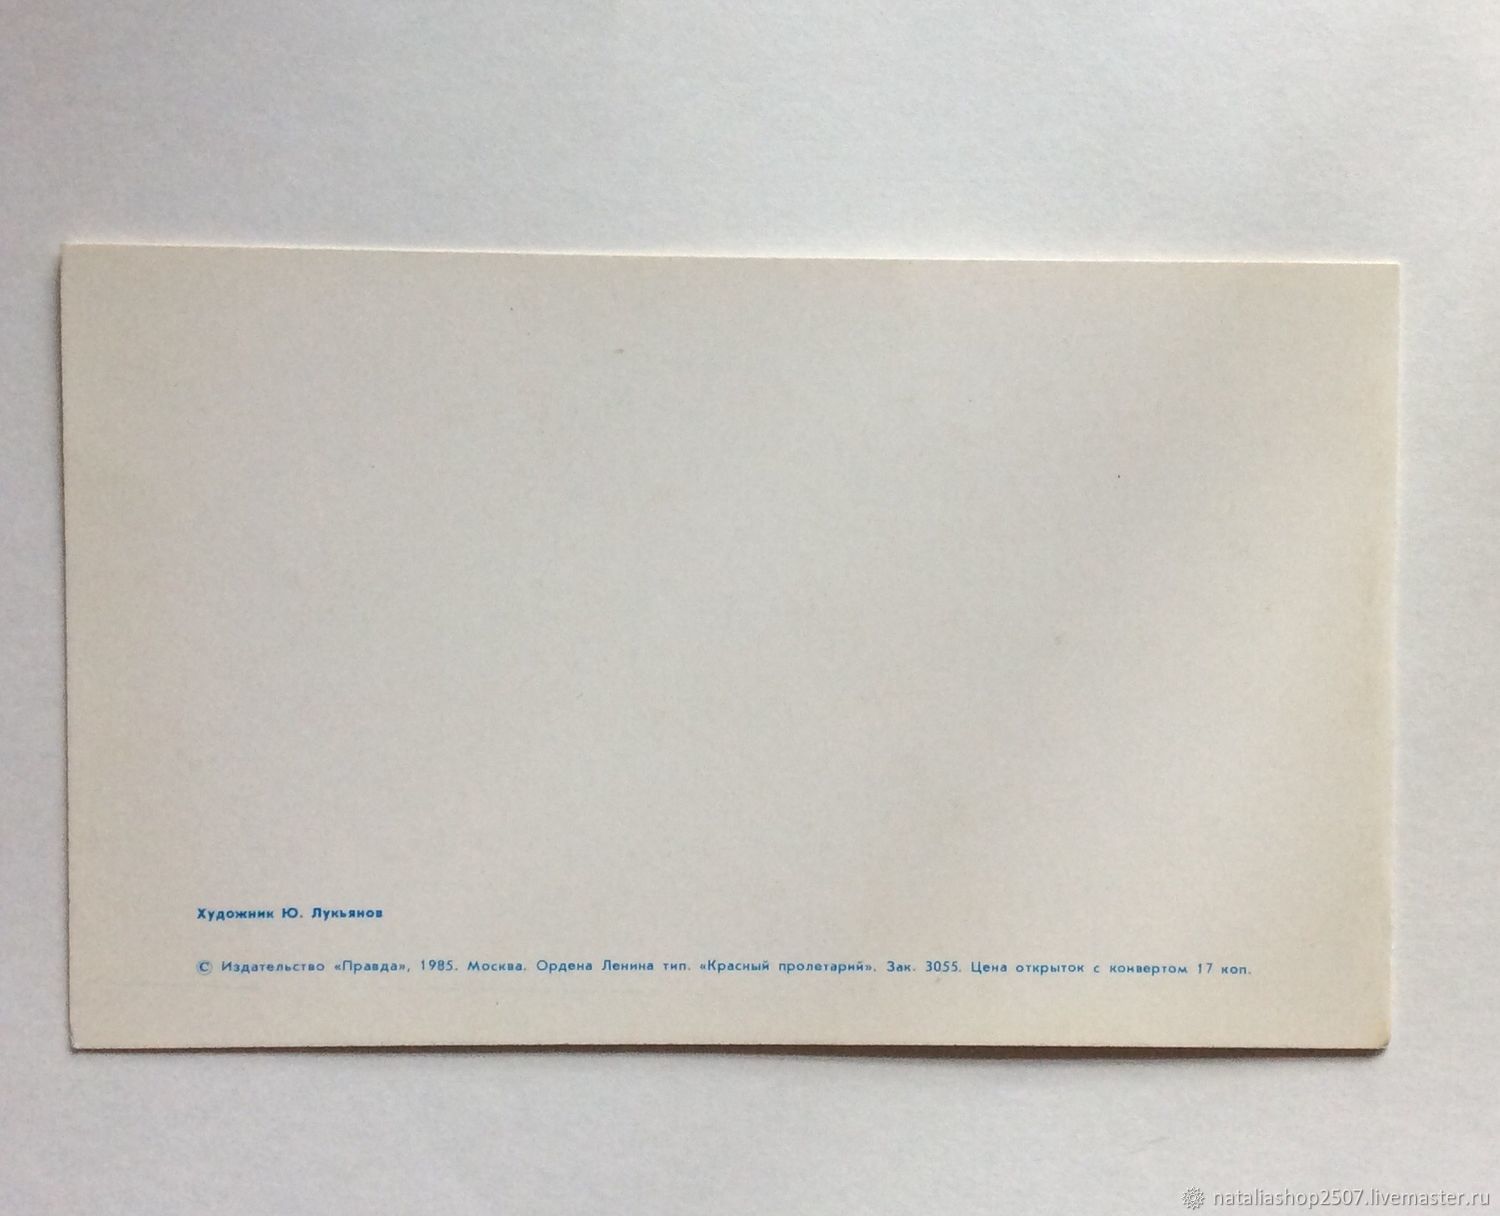 Художник Ю. Лукьянов
© Издательство «Правда», 1985. Москва. Ордена Ленина тип. «Красный пролетарий». Зак. 3055. Цена открыток с конвертом 17 коп.
nataliashop2507.livemaster.ru